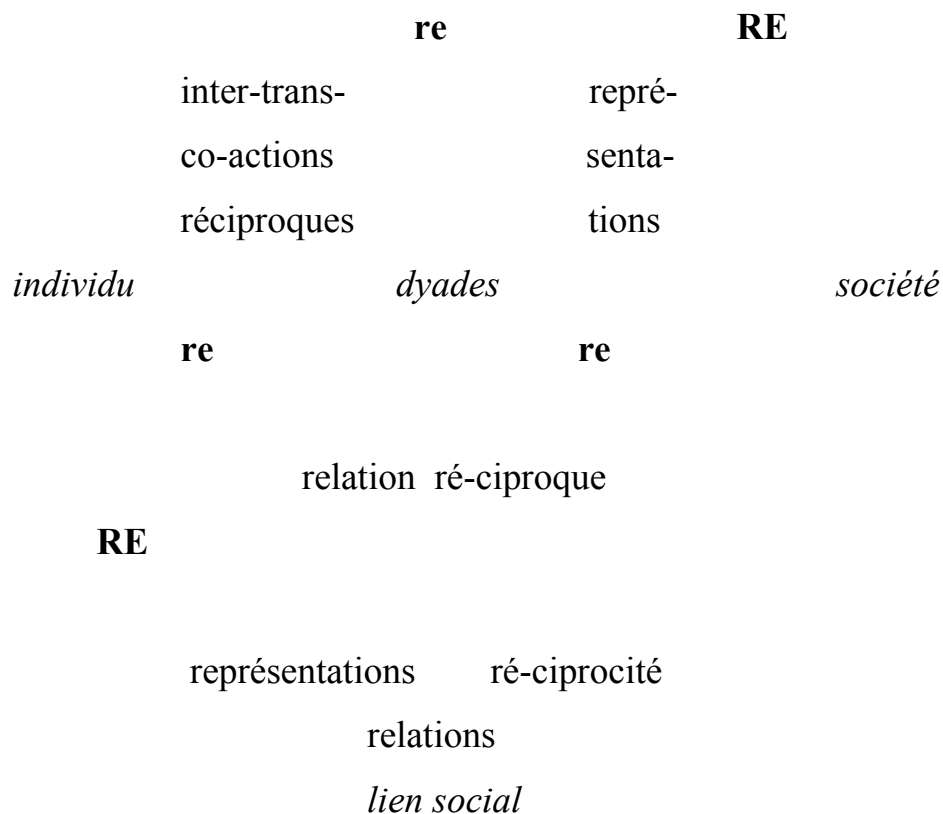 re RE
inter-trans- repré-
co-actions senta-
réciproques tions
individu dyades société
re re
relation ré-ciproque
RE
représentations ré-ciprocité
relations
lien social